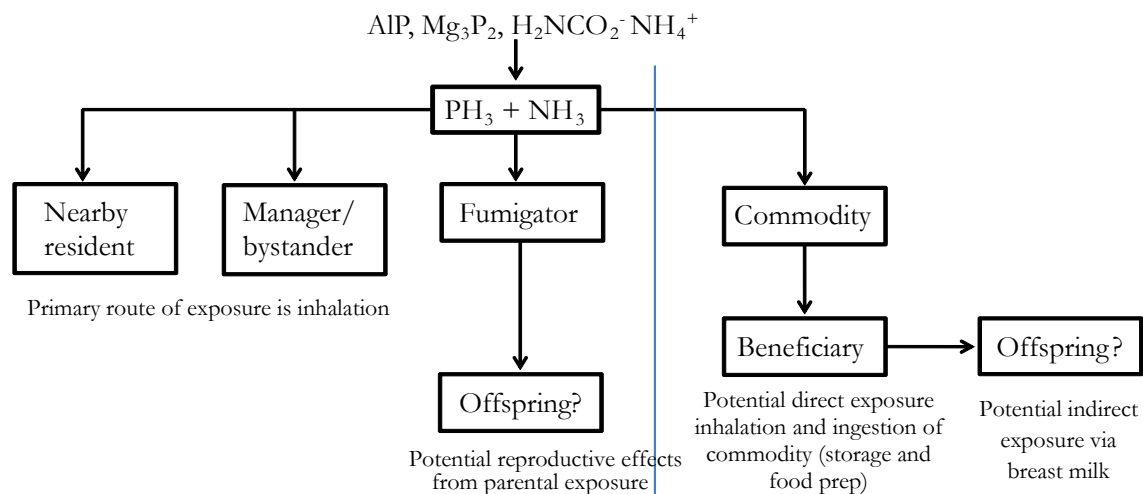 AlP, Mg₃P₂, H₂NCO₂⁻ NH₄⁺
PH₃ + NH₃
Nearby
resident
Manager/
bystander
Fumigator
Commodity
Primary route of exposure is inhalation
Beneficiary
Offspring?
Offspring?
Potential reproductive effects
from parental exposure
Potential direct exposure
inhalation and ingestion of
commodity (storage and
food prep)
Potential indirect
exposure via
breast milk